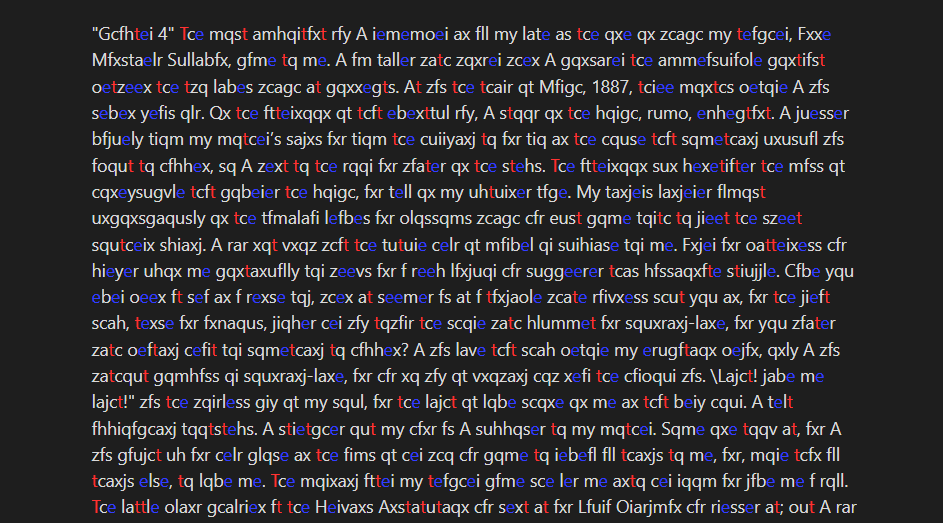 "Gcfhtei 4" Tce mqst amhqitfxt rfy A iememoei ax fll my late as tce qxe qx zcagc my tefgcei, Fxxe
Mfxstaelr Sullabfx, gfme tq me. A fm taller zatc zqxrei zcex A gqxsarei tce ammefsuifole gqxtifst
oetzeex tce tzq labes zcagc at gqxxegts. At zfs tce tcair qt Mfigc, 1887, tciee mqxtcs oetqie A zfs
sebex yefis qlr. Qx tce ftteixqqx qt tcft ebexttul rfy, A stqqr qx tce hqigc, rumo, enhegtfxt. A juesser
bfjuely tiqm my mqtcei’s sajxs fxr tiqm tce cuiiyaxj tq fxr tiq ax tce cquse tcft sqmetcaxj uxusufl zfs
foqut tq cfhhex, sq A zext tq tce rqqi fxr zfater qx tce stehs. Tce ftteixqqx sux hexetifter tce mfss qt
cqxeysugvle tcft gqbeier tce hqigc, fxr tell qx my uhtuixer tfge. My taxjeis laxjeier flmqst
uxgqxsgaqusly qx tce tfmalafi lefbes fxr olqssqms zcagc cfr eust gqme tqitc tq jieet tce szeet
squtceix shiaxj. A rar xqt vxqz zcft tce tutuie celr qt mfibel qi suihiase tqi me. Fxjei fxr oatteixess cfr
hieyer uhqx me gqxtaxuflly tqi zeevs fxr f reeh lfxjuqi cfr suggeerer tcas hfssaqxfte stiujjle. Cfbe yqu
ebei oeex ft sef ax f rexse tqj, zcex at seemer fs at f tfxjaole zcate rfivxess scut yqu ax, fxr tce jieft
scah, texse fxr fxnaqus, jiqher cei zfy tqzfir tce scqie zatc hlummet fxr squxraxj-laxe, fxr yqu zfater
zatc oeftaxj cefit tqi sqmetcaxj tq cfhhex? A zfs lave tcft scah oetqie my erugftaqx oejfx, qxly A zfs
zatcqut gqmhfss qi squxraxj-laxe, fxr cfr xq zfy qt vxqzaxj cqz xefi tce cfioqui zfs. \Lajct! jabe me
lajct!" zfs tce zqirless giy qt my squl, fxr tce lajct qt lqbe scqxe qx me ax tcft beiy cqui. A telt
fhhiqfgcaxj tqqtstehs. A stietgcer qut my cfxr fs A suhhqser tq my mqtcei. Sqme qxe tqqv at, fxr A
zfs gfujct uh fxr celr glqse ax tce fims qt cei zcq cfr gqme tq iebefl fll tcaxjs tq me, fxr, mqie tcfx fll
tcaxjs else, tq lqbe me. Tce mqixaxj fttei my tefgcei gfme sce ler me axtq cei iqqm fxr jfbe me f rqll.
Tce lattle olaxr gcalriex ft tce Heivaxs Axstatutaqx cfr sext at fxr Lfuif Oiarjmfx cfr riesser at; out A rar